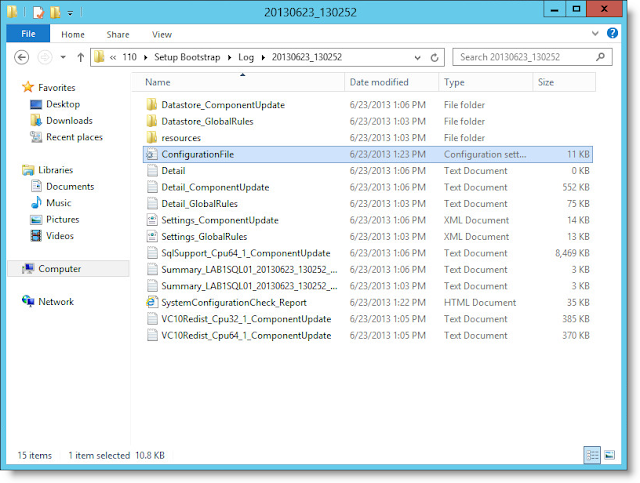 20130623_130252
File Home Share View
110 Setup Bootstrap Log 20130623_130252 Search 20130623_130252
Favorites
Desktop
Downloads
Recent places
Libraries
Documents
Music
Pictures
Videos
Computer
Network
Name Date modified Type Size
Datastore_ComponentUpdate 6/23/2013 1:06 PM File folder
Datastore_GlobalRules 6/23/2013 1:03 PM File folder
resources 6/23/2013 1:03 PM File folder
ConfigurationFile 6/23/2013 1:23 PM Configuration sett... 11 KB
Detail 6/23/2013 1:06 PM Text Document 0 KB
Detail_ComponentUpdate 6/23/2013 1:06 PM Text Document 552 KB
Detail_GlobalRules 6/23/2013 1:03 PM Text Document 75 KB
Settings_ComponentUpdate 6/23/2013 1:06 PM XML Document 14 KB
Settings_GlobalRules 6/23/2013 1:03 PM XML Document 13 KB
SqlSupport_Cpu64_1_ComponentUpdate 6/23/2013 1:06 PM Text Document 8,469 KB
Summary_LAB1SQL01_20130623_130252_... 6/23/2013 1:06 PM Text Document 3 KB
Summary_LAB1SQL01_20130623_130252_... 6/23/2013 1:03 PM Text Document 3 KB
SystemConfigurationCheck_Report 6/23/2013 1:22 PM HTML Document 35 KB
VC10Redist_Cpu32_1_ComponentUpdate 6/23/2013 1:05 PM Text Document 385 KB
VC10Redist_Cpu64_1_ComponentUpdate 6/23/2013 1:05 PM Text Document 370 KB
15 items 1 item selected 10.8 KB